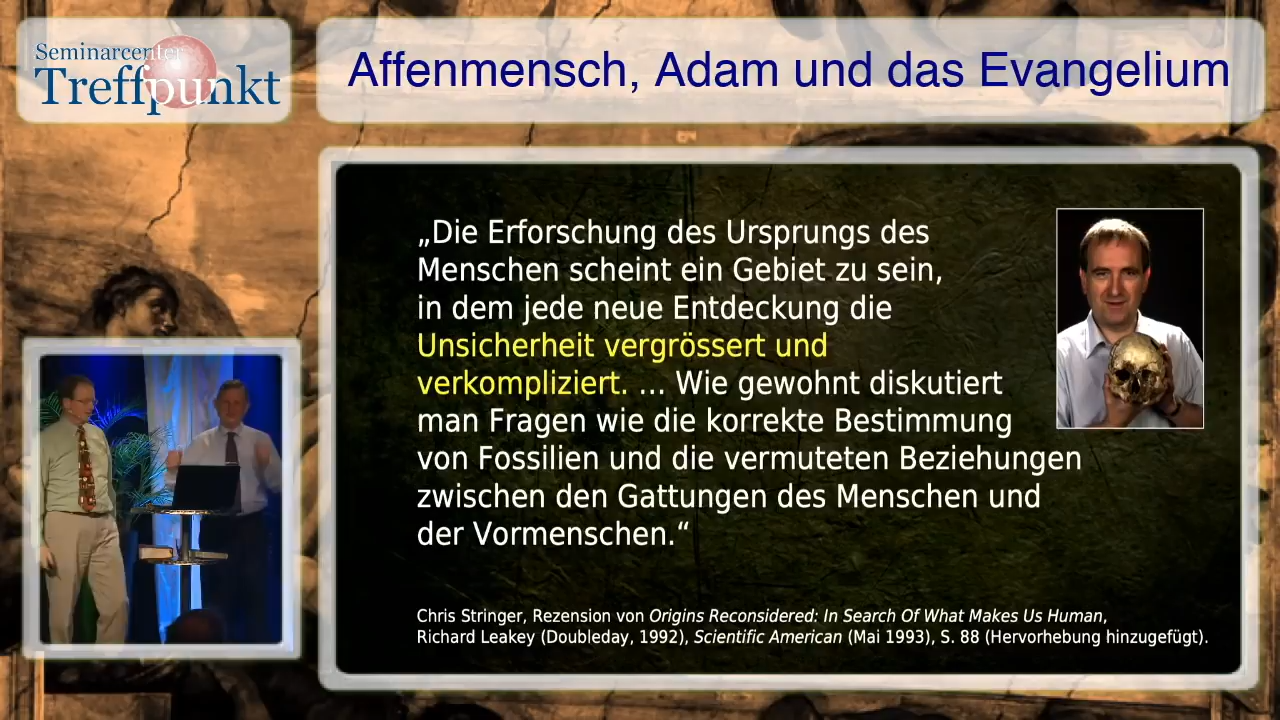 Seminarcenter
Treffpunkt
Affenmensch, Adam und das Evangelium
„Die Erforschung des Ursprungs des
Menschen scheint ein Gebiet zu sein,
in dem jede neue Entdeckung die
Unsicherheit vergrössert und
verkompliziert. ... Wie gewohnt diskutiert
man Fragen wie die korrekte Bestimmung
von Fossilien und die vermuteten Beziehungen
zwischen den Gattungen des Menschen und
der Vormenschen.“
Chris Stringer, Rezension von Origins Reconsidered: In Search Of What Makes Us Human,
Richard Leakey (Doubleday, 1992), Scientific American (Mai 1993), S. 88 (Hervorhebung hinzugefügt).